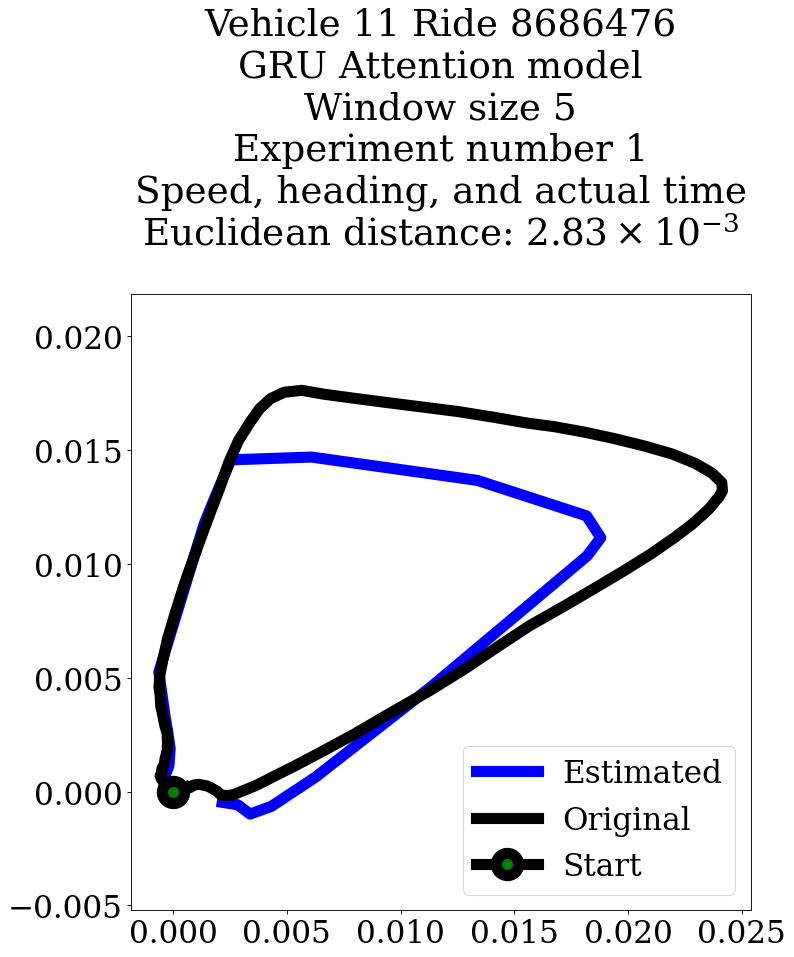 Vehicle 11 Ride 8686476
GRU Attention model
Window size 5
Experiment number 1
Speed, heading, and actual time
Euclidean distance: 2.83 × 10⁻³
0.020
0.015
0.010
0.005
0.000
−0.005
Estimated
Original
Start
0.000 0.005 0.010 0.015 0.020 0.025